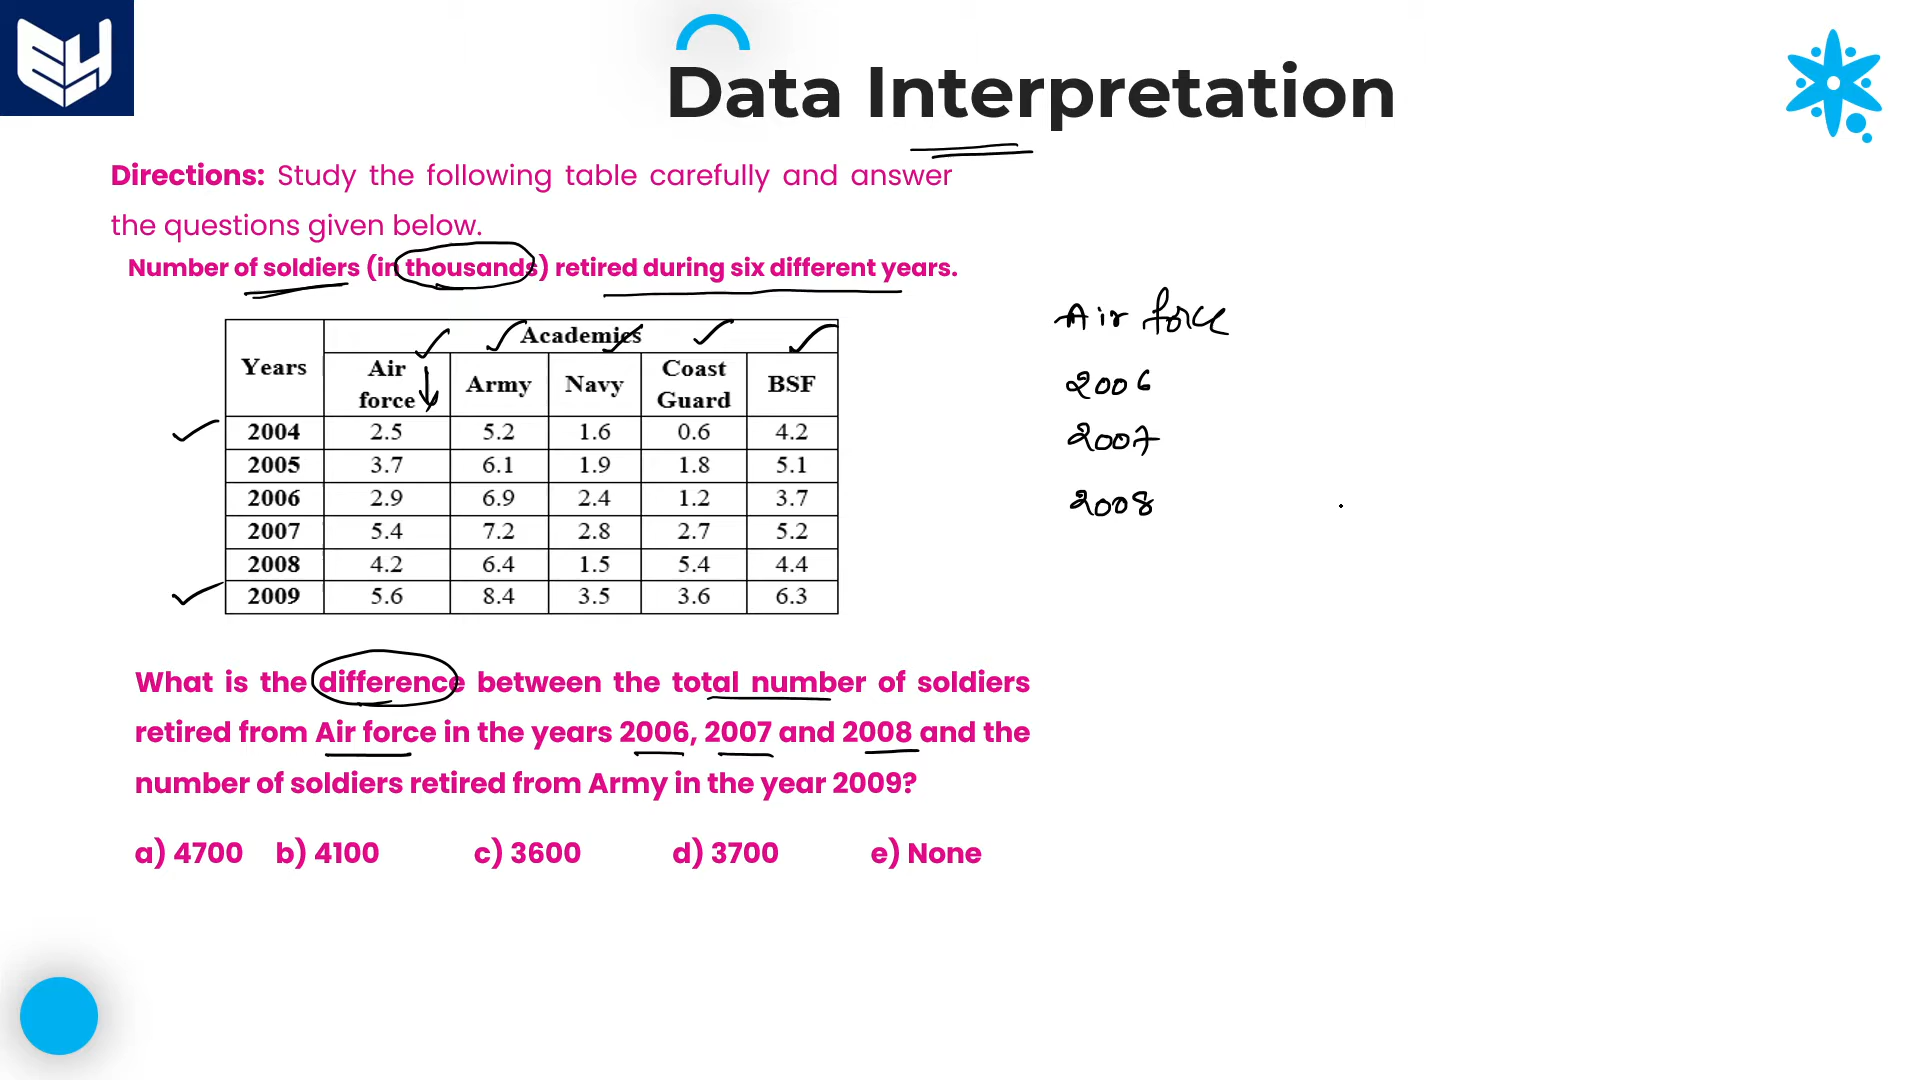 EY
Data Interpretation
Directions: Study the following table carefully and answer
the questions given below.
Number of soldiers (in thousands) retired during six different years.
Years Academics
Air force Army Navy Coast Guard BSF
2004 2.5 5.2 1.6 0.6 4.2
2005 3.7 6.1 1.9 1.8 5.1
2006 2.9 6.9 2.4 1.2 3.7
2007 5.4 7.2 2.8 2.7 5.2
2008 4.2 6.4 1.5 5.4 4.4
2009 5.6 8.4 3.5 3.6 6.3
What is the difference between the total number of soldiers
retired from Air force in the years 2006, 2007 and 2008 and the
number of soldiers retired from Army in the year 2009?
a) 4700 b) 4100 c) 3600 d) 3700 e) None
Air force
2006
2007
2008